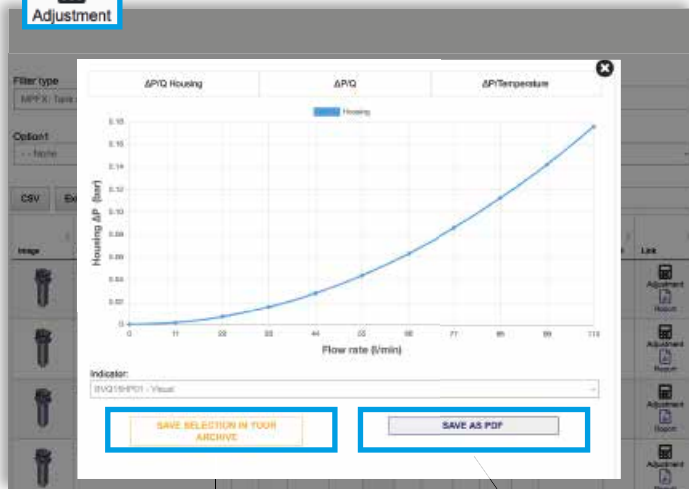 Adjustment
Filter type
Option1
CSV
ΔP/Q Housing
ΔP/Q
ΔP/Temperature
Housing
Housing ΔP (bar)
0.18
0.16
0.14
0.12
0.10
0.08
0.06
0.04
0.02
0
0 11 22 33 44 55 66 77 88 99 110
Flow rate (l/min)
Indicator:
SAVE SELECTION IN YOUR
ARCHIVE
SAVE AS PDF
Image
Link
Adjustment
Report
Adjustment
Report
Adjustment
Report
Adjustment
Report